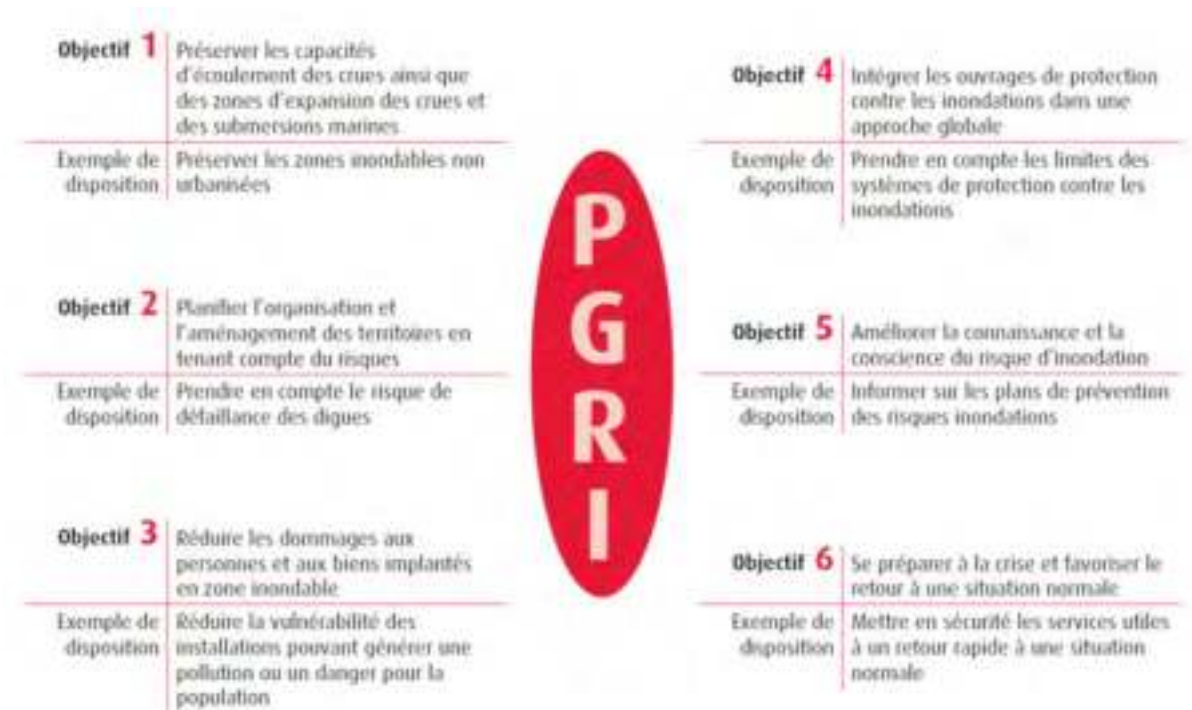 Objectif 1 Préserver les capacités
d'écoulement des crues ainsi que
des zones d'expansion des crues et
des submersions marines
Exemple de disposition Préserver les zones inondables non
urbanisées
Objectif 2 Planifier l'organisation et
l'aménagement des territoires en
tenant compte du risques
Exemple de disposition Prendre en compte le risque de
défaillance des digues
Objectif 3 Réduire les dommages aux
personnes et aux biens implantés
en zone inondable
Exemple de disposition Réduire la vulnérabilité des
installations pouvant générer une
pollution ou un danger pour la
population
PGRI
Objectif 4 Intégrer les ouvrages de protection
contre les inondations dans une
approche globale
Exemple de disposition Prendre en compte les limites des
systèmes de protection contre les
inondations
Objectif 5 Améliorer la connaissance et la
conscience du risque d'inondation
Exemple de disposition Informer sur les plans de prévention
des risques inondations
Objectif 6 Se préparer à la crise et favoriser le
retour à une situation normale
Exemple de disposition Mettre en sécurité les services utiles
à un retour rapide à une situation
normale